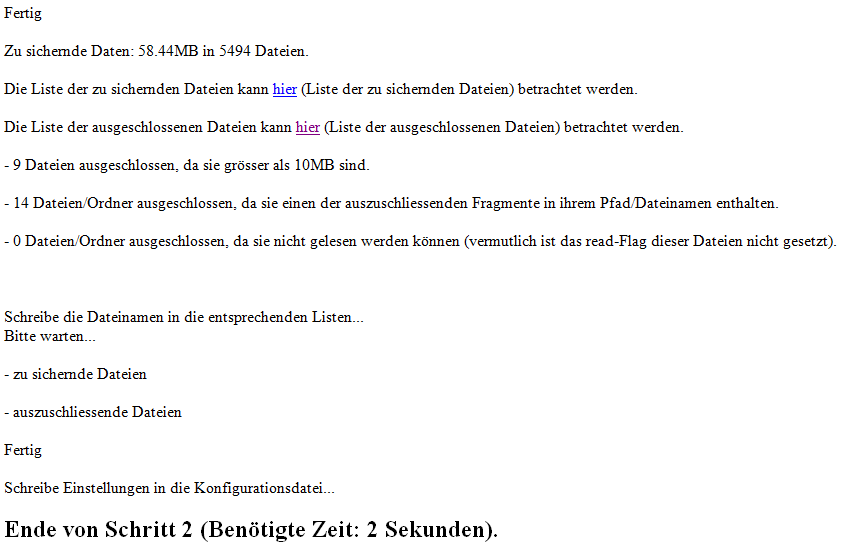 Fertig
Zu sichernde Daten: 58.44MB in 5494 Dateien.
Die Liste der zu sichernden Dateien kann hier (Liste der zu sichernden Dateien) betrachtet werden.
Die Liste der ausgeschlossenen Dateien kann hier (Liste der ausgeschlossenen Dateien) betrachtet werden.
- 9 Dateien ausgeschlossen, da sie grösser als 10MB sind.
- 14 Dateien/Ordner ausgeschlossen, da sie einen der auszuschliessenden Fragmente in ihrem Pfad/Dateinamen enthalten.
- 0 Dateien/Ordner ausgeschlossen, da sie nicht gelesen werden können (vermutlich ist das read-Flag dieser Dateien nicht gesetzt).
Schreibe die Dateinamen in die entsprechenden Listen...
Bitte warten...
- zu sichernde Dateien
- auszuschliessende Dateien
Fertig
Schreibe Einstellungen in die Konfigurationsdatei...
Ende von Schritt 2 (Benötigte Zeit: 2 Sekunden).